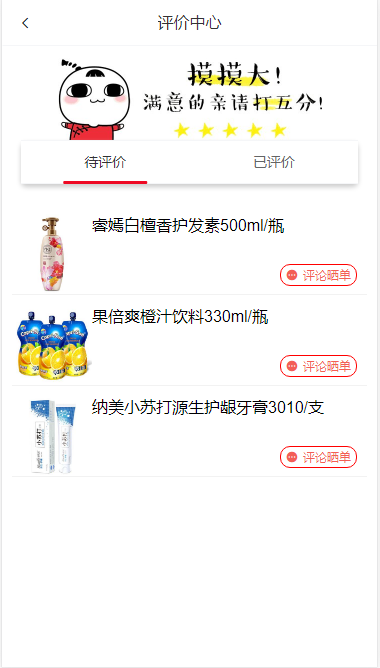 评价中心
摸摸大！
满意的亲请打五分！
待评价
已评价
睿嫣白檀香护发素500ml/瓶
评论晒单
果倍爽橙汁饮料330ml/瓶
评论晒单
纳美小苏打源生护龈牙膏3010/支
小苏打
评论晒单